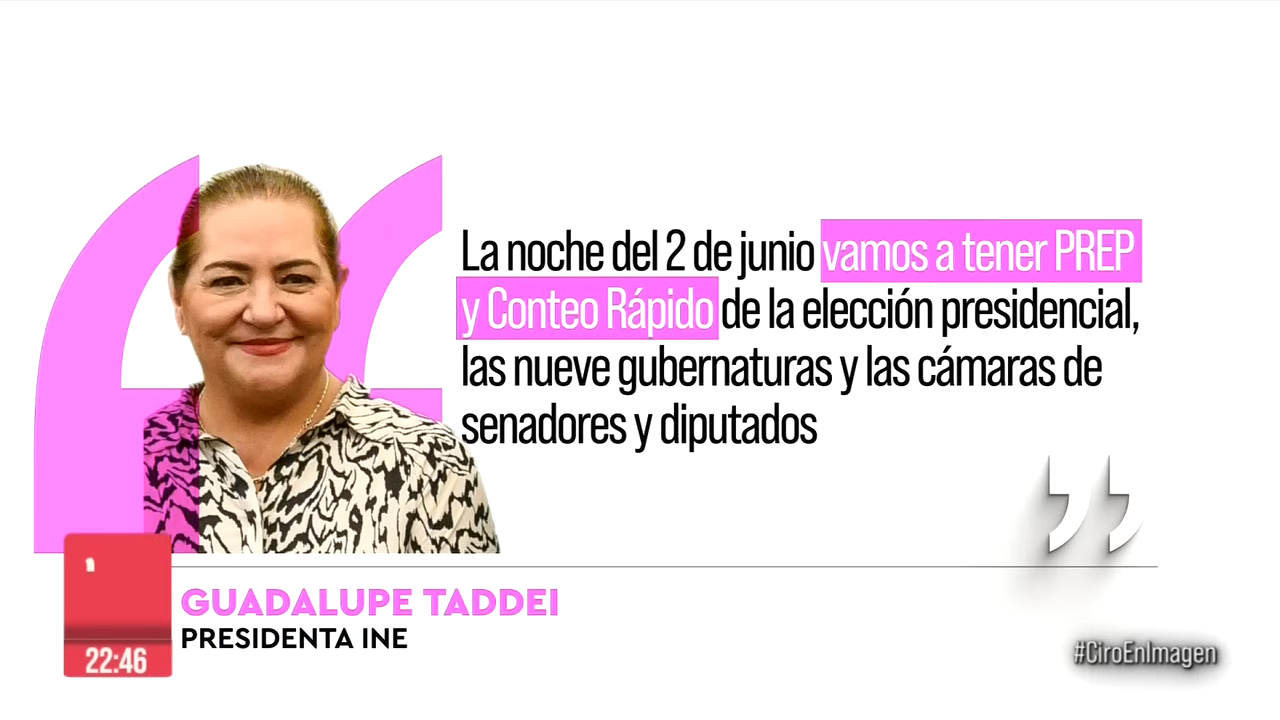 La noche del 2 de junio vamos a tener PREP
y Conteo Rápido de la elección presidencial,
las nueve gubernaturas y las cámaras de
senadores y diputados
GUADALUPE TADDEI
PRESIDENTA INE
22:46
#CiroEnImagen